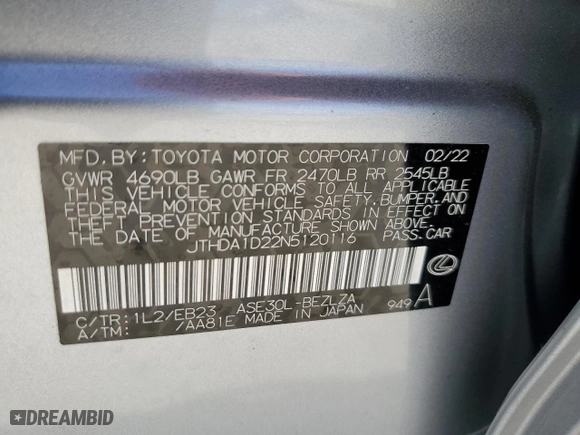 MFD.BY:TOYOTA MOTOR CORPORATION 02/22
GVWR 4690LB GAWR FR 2470LB RR 2545LB
THIS VEHICLE CONFORMS TO ALL APPLICABLE
FEDERAL MOTOR VEHICLE SAFETY,BUMPER,AND
THEFT PREVENTION STANDARDS IN EFFECT ON
THE DATE OF MANUFACTURE SHOWN ABOVE.
JTHDA1D22N5120116 PASS.CAR
C/TR:1L2/EB23 ASE30L-BEZLZA
A/TM: /AA81E MADE IN JAPAN 949 A
DREAMBID